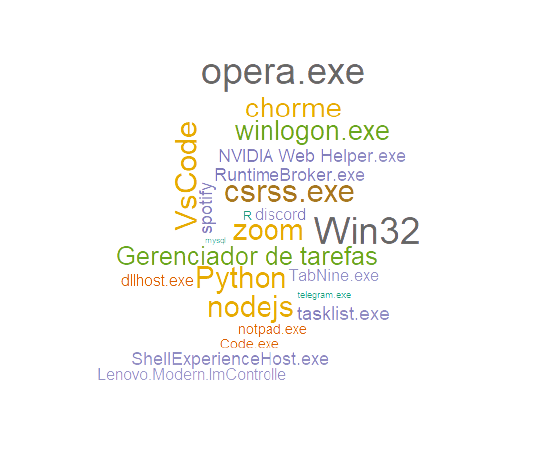 opera.exe
chorme
winlogon.exe
VsCode
NVIDIA Web Helper.exe
RuntimeBroker.exe
spotify
csrss.exe
R
discord
zoom
Win32
mysql
Gerenciador de tarefas
dllhost.exe
Python
TabNine.exe
nodejs
telegram.exe
tasklist.exe
notpad.exe
Code.exe
ShellExperienceHost.exe
Lenovo.Modern.ImControlle